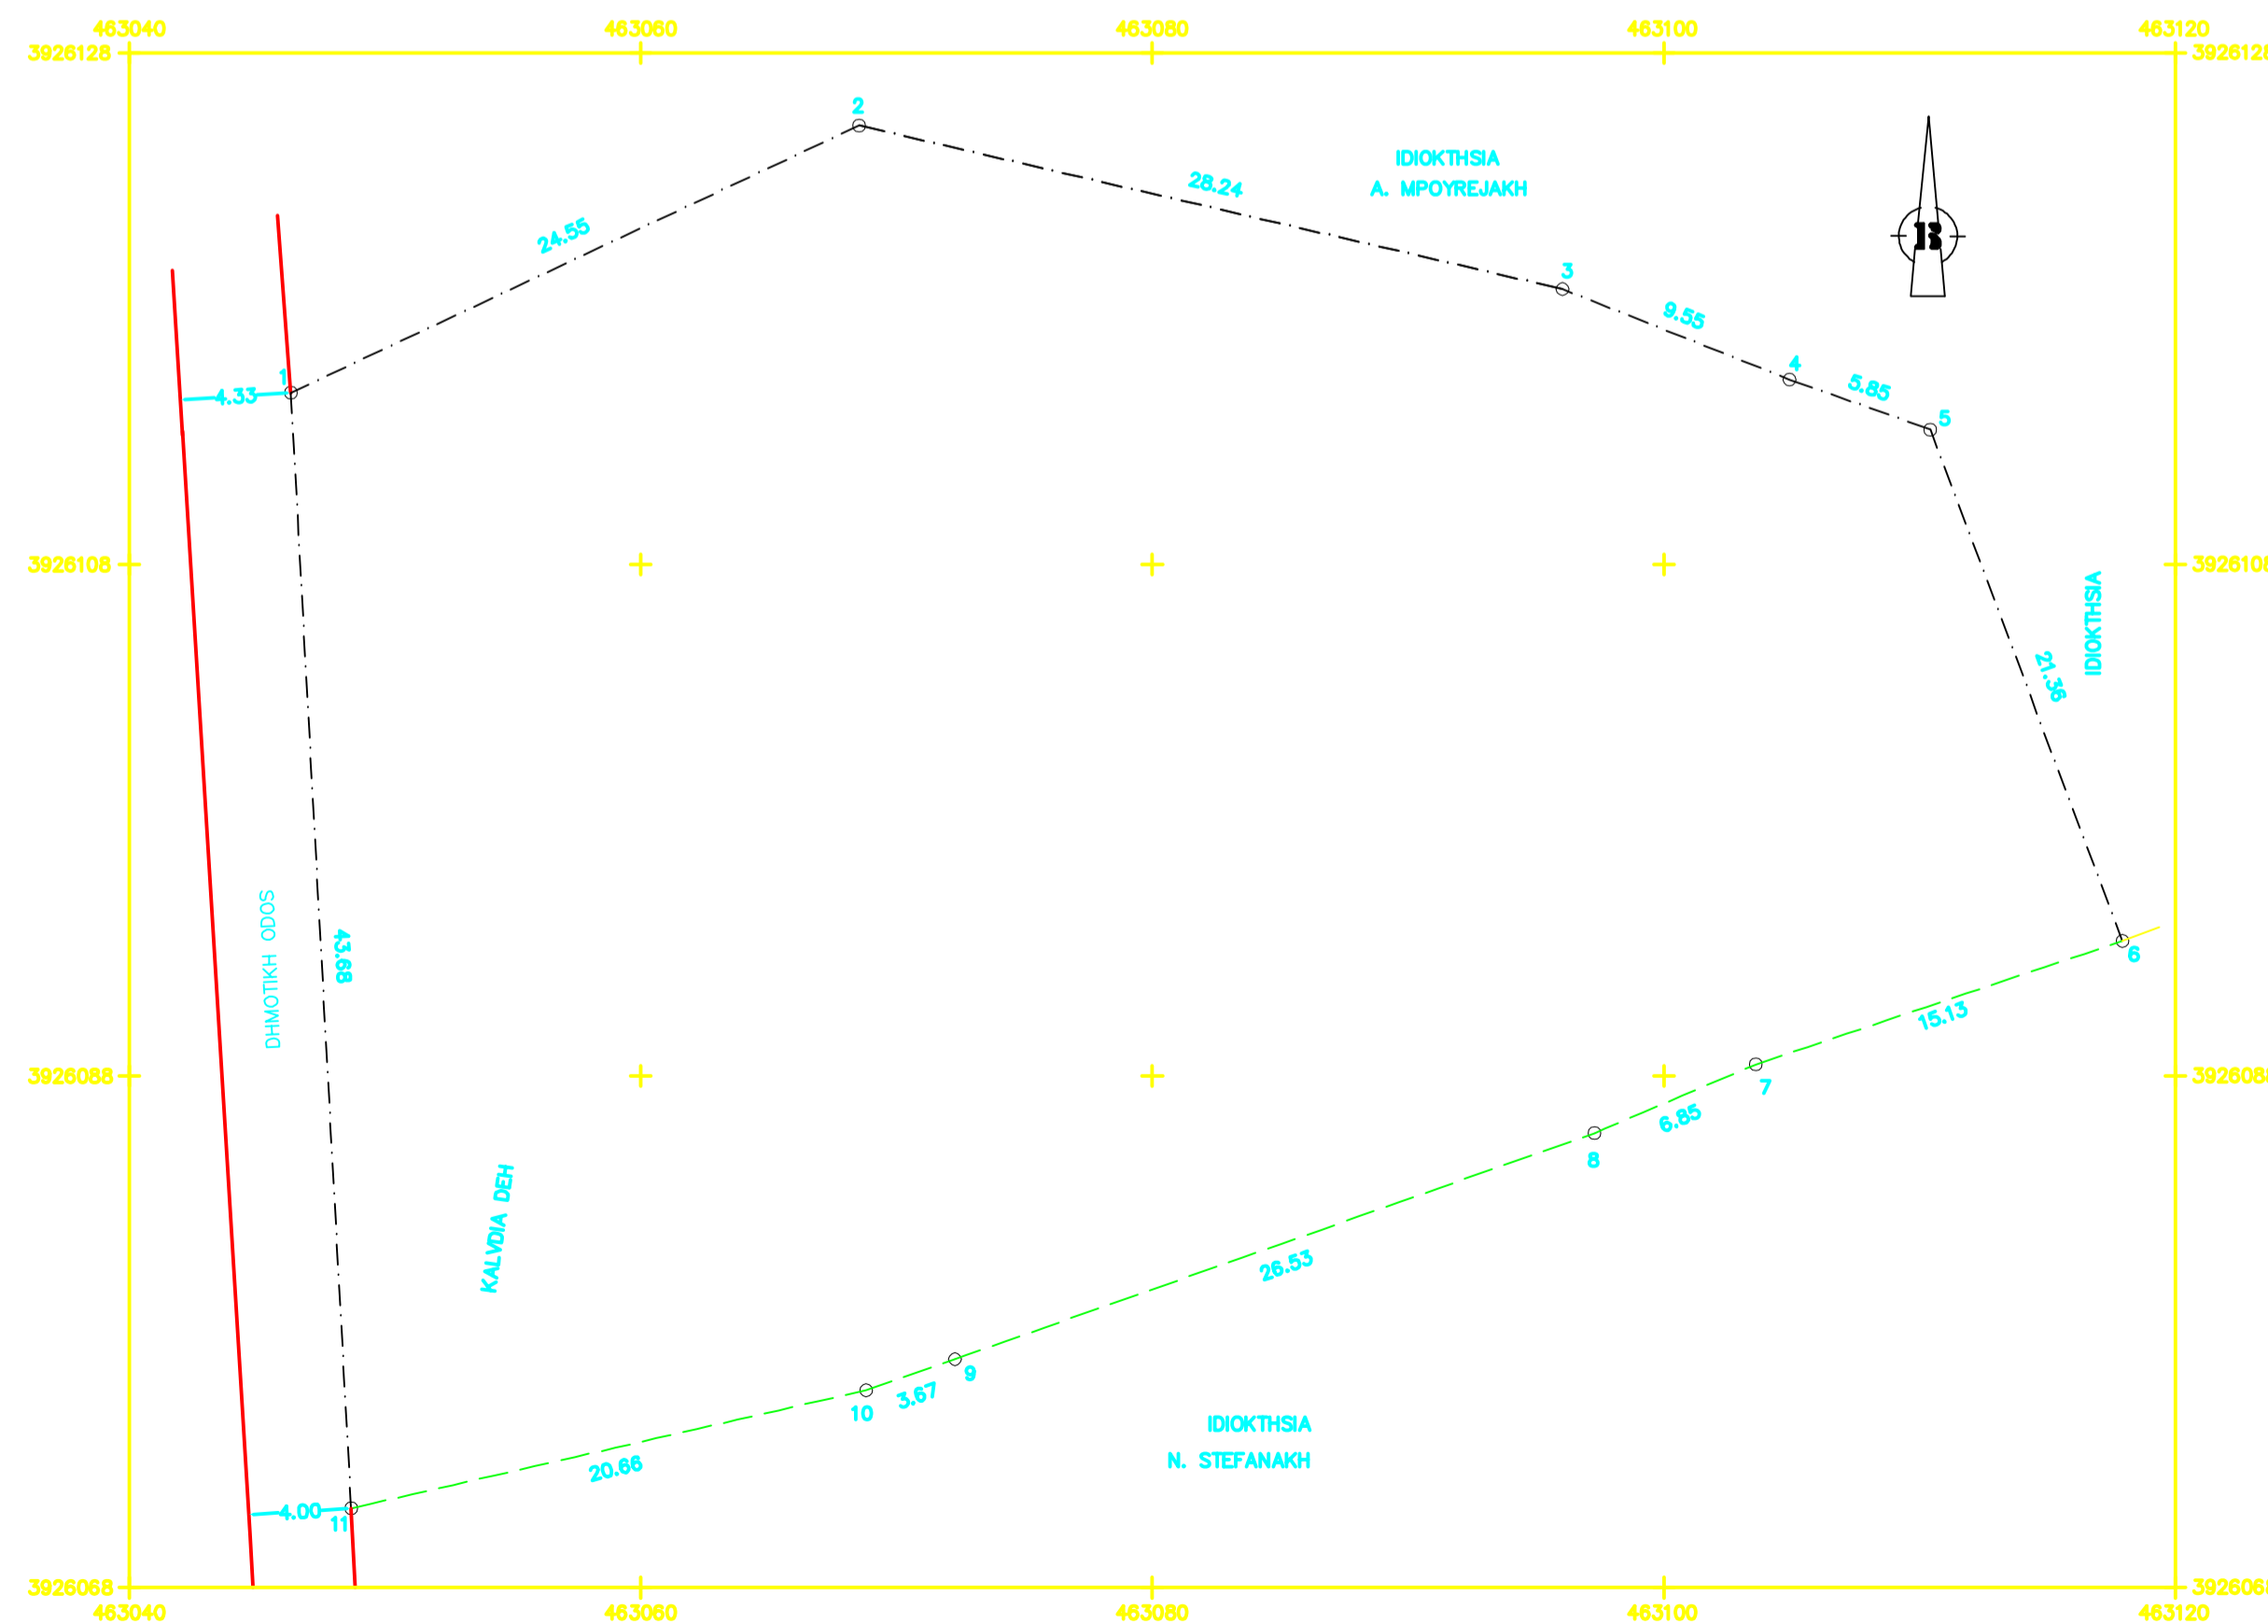 463040 463060 463080 463100 463120
3926128 3926128
2
IDIOKTHSIA
A. MPOYREJAKH
28.24
24.55
B
3
9.55
1
4.33
4
5.85
5
3926108 3926108
IDIOKTHSIA
21.36
DHMOTIKH ODOS
43.68
6
15.13
3926088 3926088
7
6.85
8
KALVDIA DEH
26.53
9
3.67
10
IDIOKTHSIA
N. STEFANAKH
20.66
4.00
11
3926068 3926068
463040 463060 463080 463100 463120